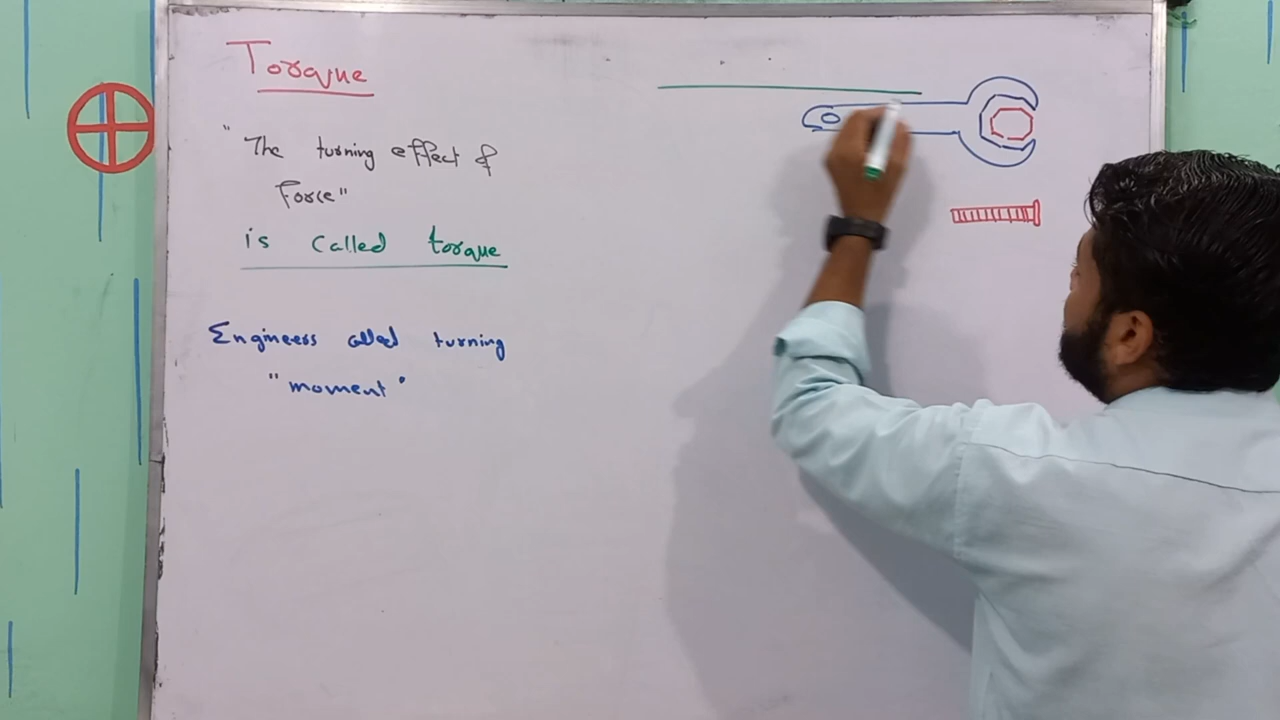 Torque
"The turning effect of
Force"
is called torque
Engineers called turning
"moment"